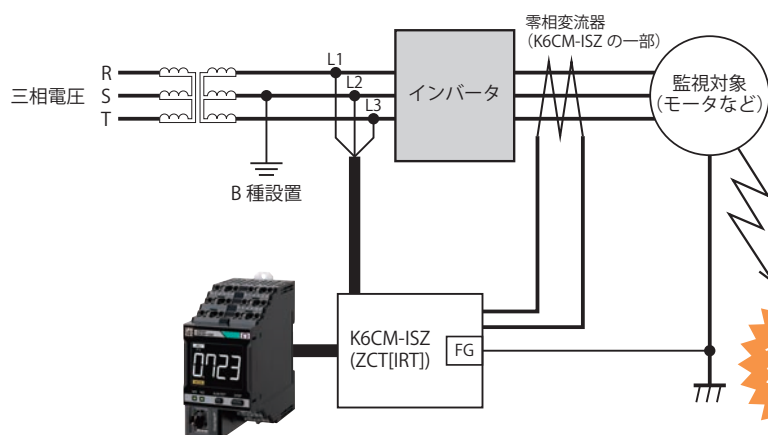 零相変流器
（K6CM-ISZ の一部）
L1
R
三相電圧
S
L2
インバータ
監視対象
（モータなど）
T
L3
B 種設置
K6CM-ISZ
(ZCT[IRT])
FG
0723